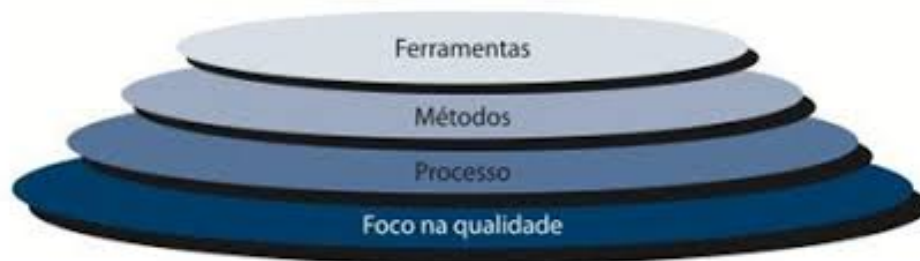 Ferramentas
Métodos
Processo
Foco na qualidade